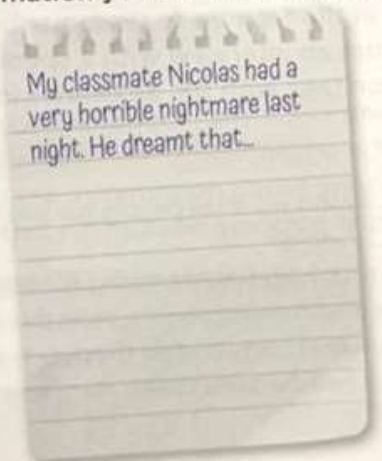 My classmate Nicolas had a
very horrible nightmare last
night. He dreamt that...